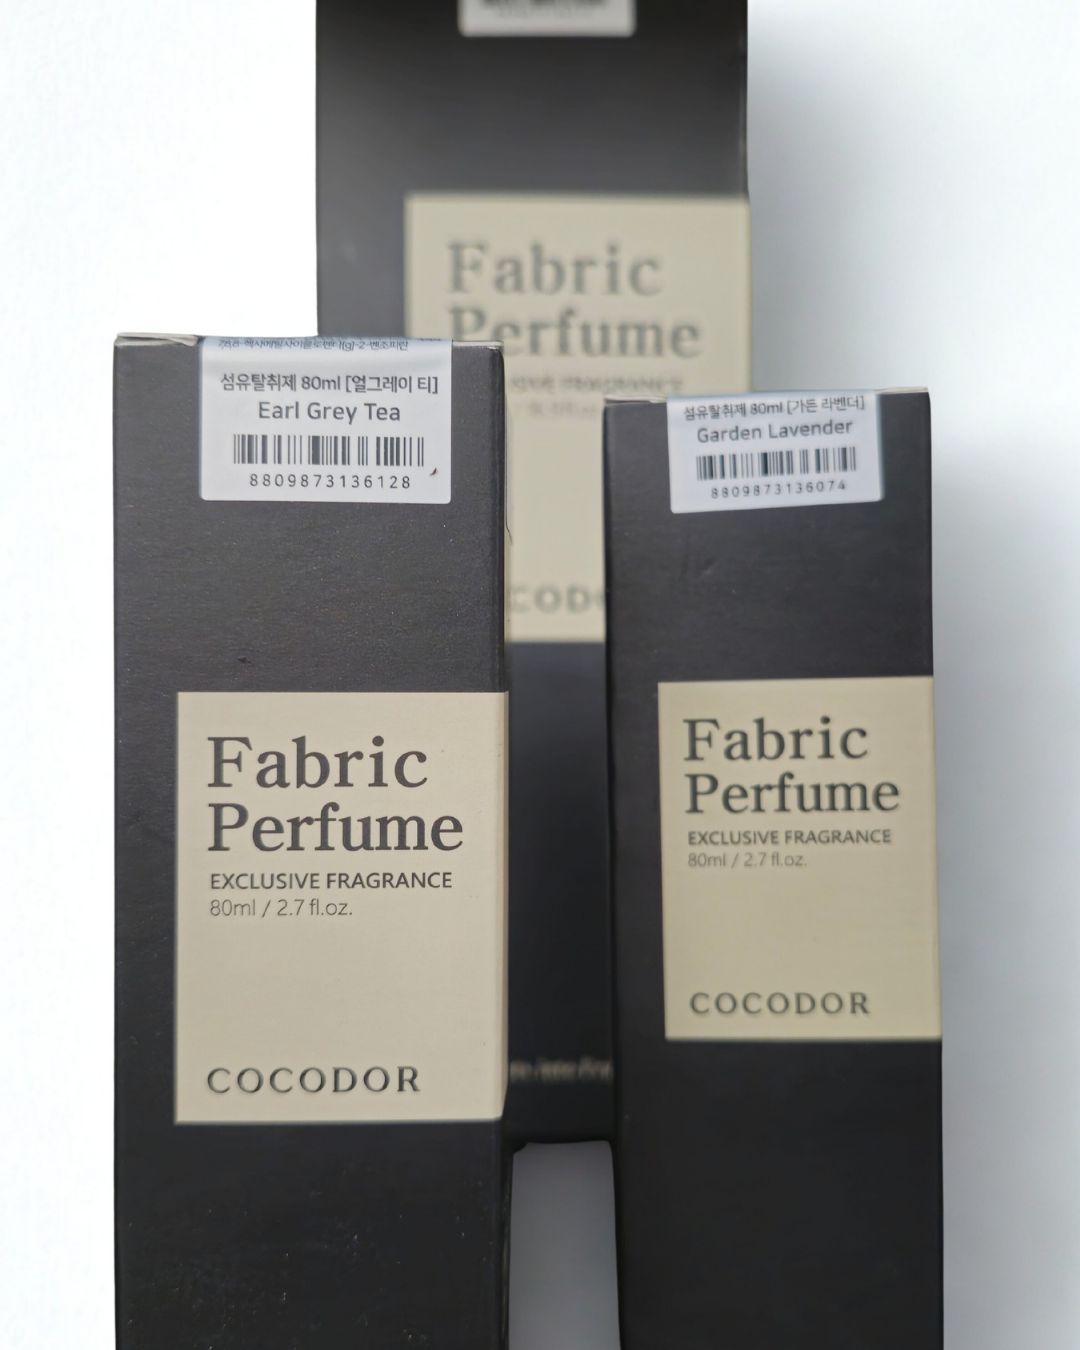 Fabric
Perfume
섬유탈취제 80ml [얼그레이 티]
Earl Grey Tea
8809873136128
Fabric
Perfume
EXCLUSIVE FRAGRANCE
80ml / 2.7 fl.oz.
COCODOR
섬유탈취제 80ml [가든 라벤더]
Garden Lavender
8809873136074
Fabric
Perfume
EXCLUSIVE FRAGRANCE
80ml / 2.7 fl.oz.
COCODOR